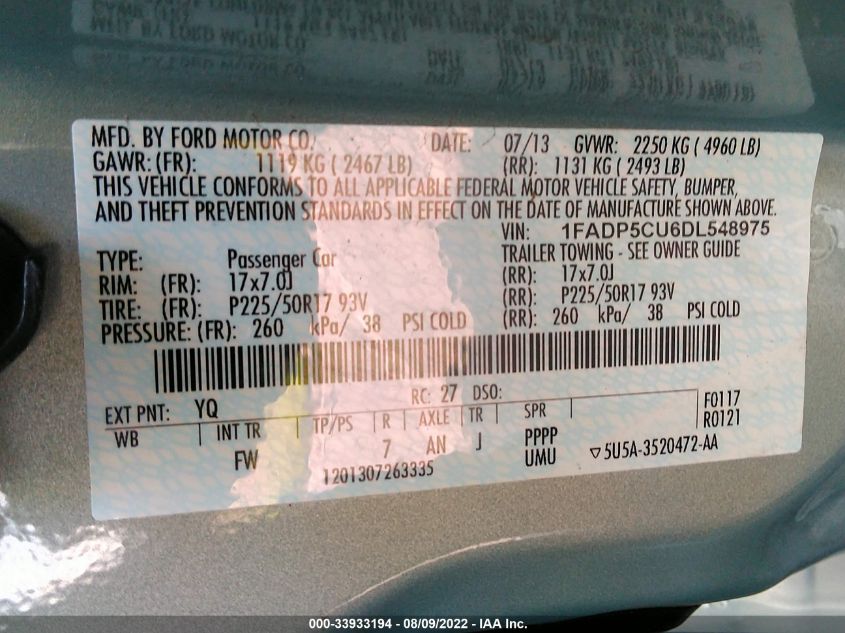 MFD. BY FORD MOTOR CO. DATE: 07/13 GVWR: 2250 KG ( 4960 LB)
GAWR: (FR): 1119 KG ( 2467 LB) (RR): 1131 KG ( 2493 LB)
THIS VEHICLE CONFORMS TO ALL APPLICABLE FEDERAL MOTOR VEHICLE SAFETY, BUMPER,
AND THEFT PREVENTION STANDARDS IN EFFECT ON THE DATE OF MANUFACTURE SHOWN ABOVE.
VIN: 1FADP5CU6DL548975
TYPE: Passenger Car TRAILER TOWING - SEE OWNER GUIDE
RIM: (FR): 17x7.0J (RR): 17x7.0J
TIRE: (FR): P225/50R17 93V (RR): P225/50R17 93V
PRESSURE: (FR): 260 kPa/ 38 PSI COLD (RR): 260 kPa/ 38 PSI COLD
EXT PNT: YQ RC: 27 DSO: F0117
WB INT TR TP/PS R AXLE TR SPR R0121
FW 7 AN J PPPP
UMU ▽5U5A-3520472-AA
1201307263335
000-33933194 - 08/09/2022 - IAA Inc.